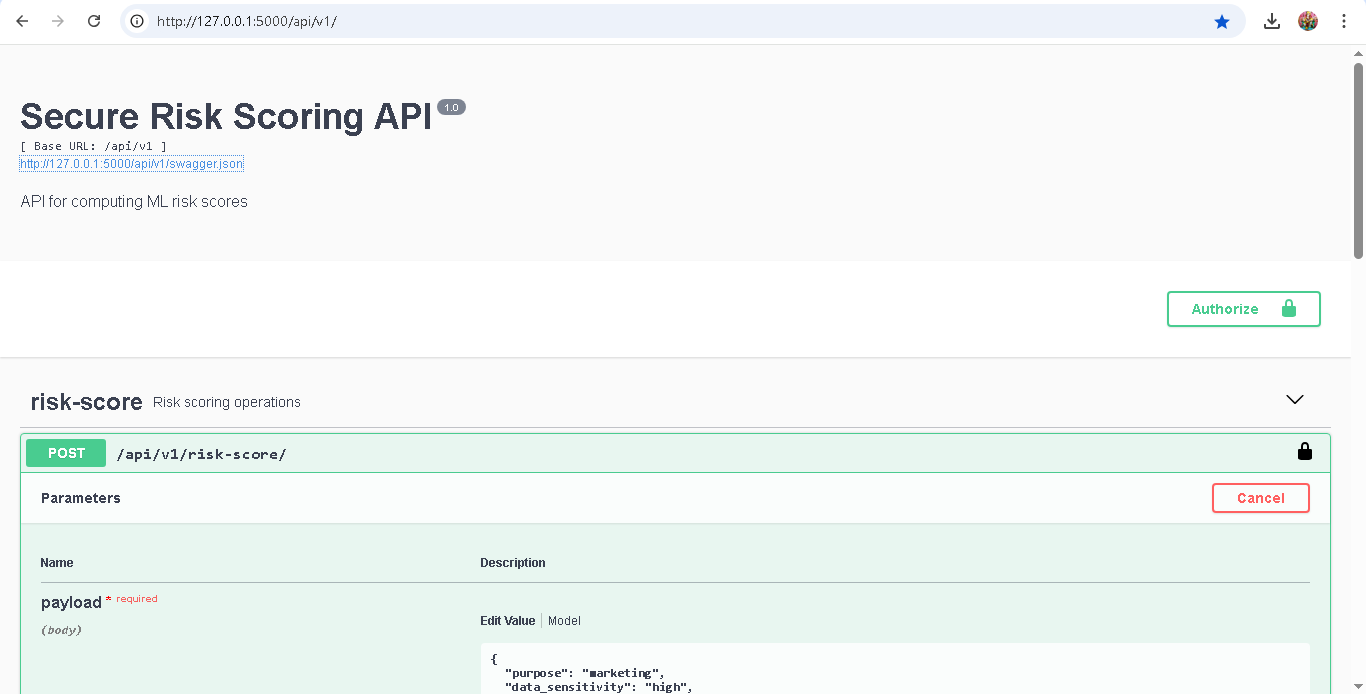 http://127.0.0.1:5000/api/v1/
Secure Risk Scoring API 1.0
[ Base URL: /api/v1 ]
http://127.0.0.1:5000/api/v1/swagger.json
API for computing ML risk scores
Authorize
risk-score Risk scoring operations
POST /api/v1/risk-score/
Parameters Cancel
Name Description
payload * required
(body)
Edit Value Model
{
"purpose": "marketing",
"data_sensitivity": "high",